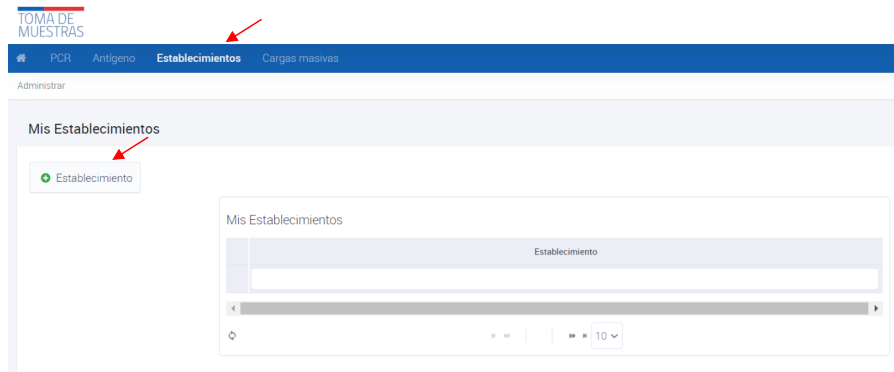 TOMA DE
MUESTRAS
PCR Antígeno Establecimientos Cargas masivas
Administrar
Mis Establecimientos
Establecimiento
Mis Establecimientos
Establecimiento
10